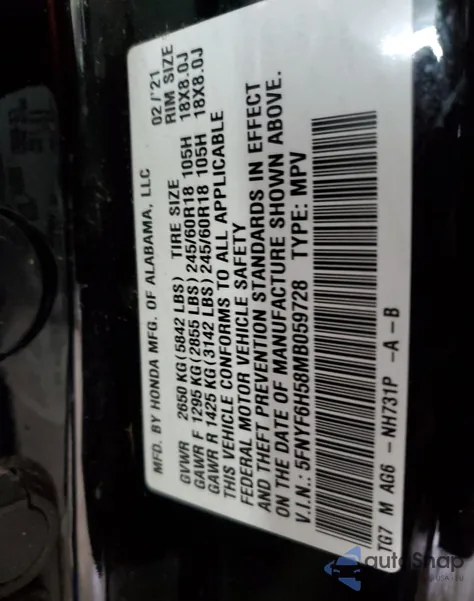 MFD. BY HONDA MFG. OF ALABAMA, LLC 02/'21
GVWR 2650 KG (5842 LBS) TIRE SIZE RIM SIZE
GAWR F 1295 KG (2855 LBS) 245/60R18 105H 18X8.0J
GAWR R 1425 KG (3142 LBS) 245/60R18 105H 18X8.0J
THIS VEHICLE CONFORMS TO ALL APPLICABLE
FEDERAL MOTOR VEHICLE SAFETY
AND THEFT PREVENTION STANDARDS IN EFFECT
ON THE DATE OF MANUFACTURE SHOWN ABOVE.
V.I.N.: 5FNYF6H58MB059728 TYPE: MPV
TG7 M AG6 - NH731P -A-B
autoSnap